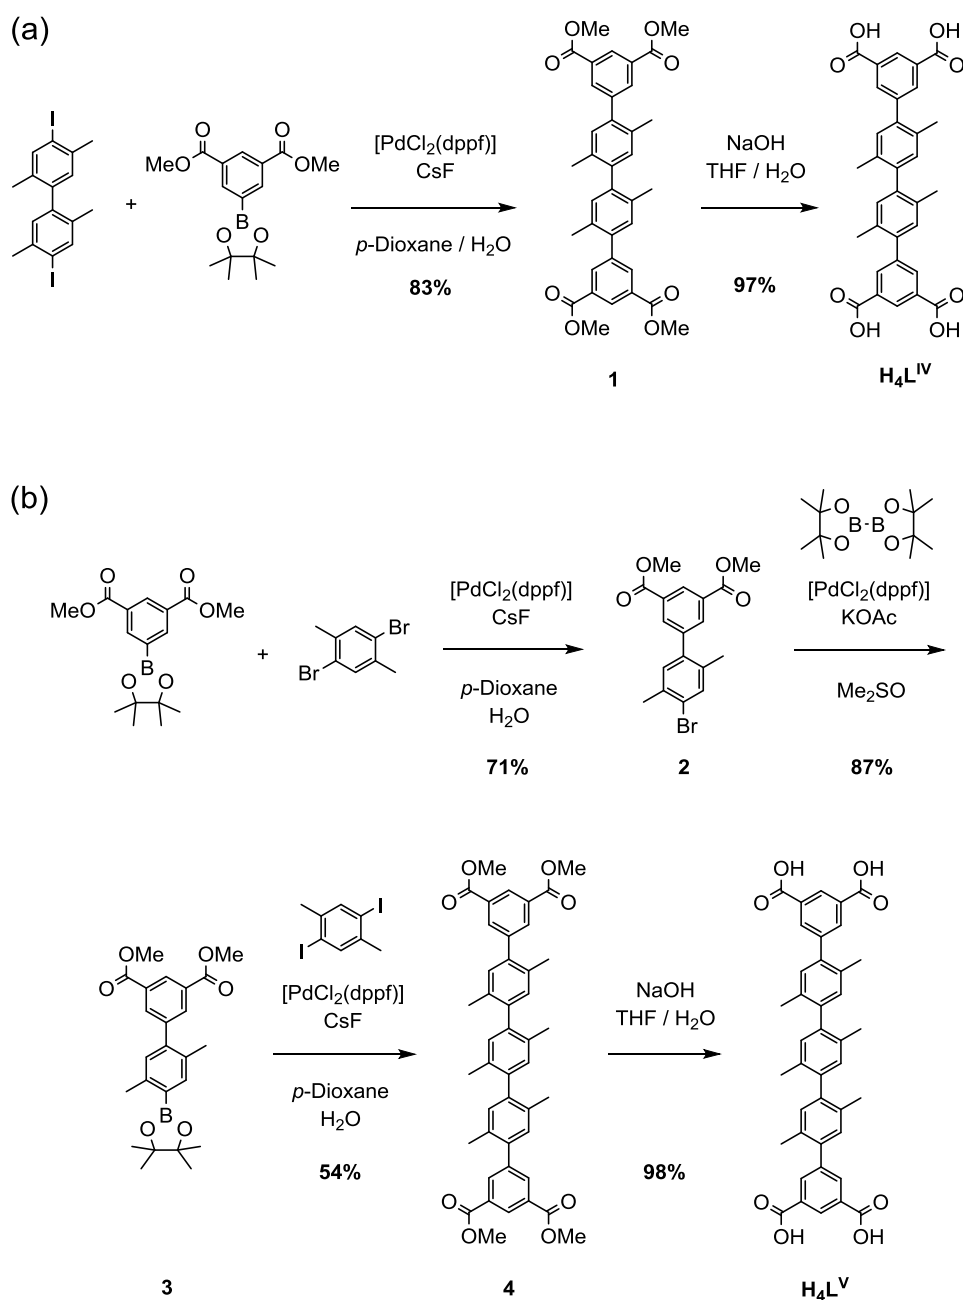 (a)
OMe OMe
O O
I
O O
MeO OMe
B
O O
I
+
[PdCl2(dppf)]
CsF
p-Dioxane / H2O
83%
O O
OMe OMe
1
NaOH
THF / H2O
97%
OH OH
O O
O O
OH OH
H4L^IV
(b)
O O
MeO OMe
B
O O
+
Br
Br
[PdCl2(dppf)]
CsF
p-Dioxane
H2O
71%
OMe OMe
O O
Br
2
O O
B-B
O O
[PdCl2(dppf)]
KOAc
Me2SO
87%
OMe OMe
O O
B
O O
3
I
I
[PdCl2(dppf)]
CsF
p-Dioxane
H2O
54%
OMe OMe
O O
O O
OMe OMe
4
NaOH
THF / H2O
98%
OH OH
O O
O O
OH OH
H4L^V